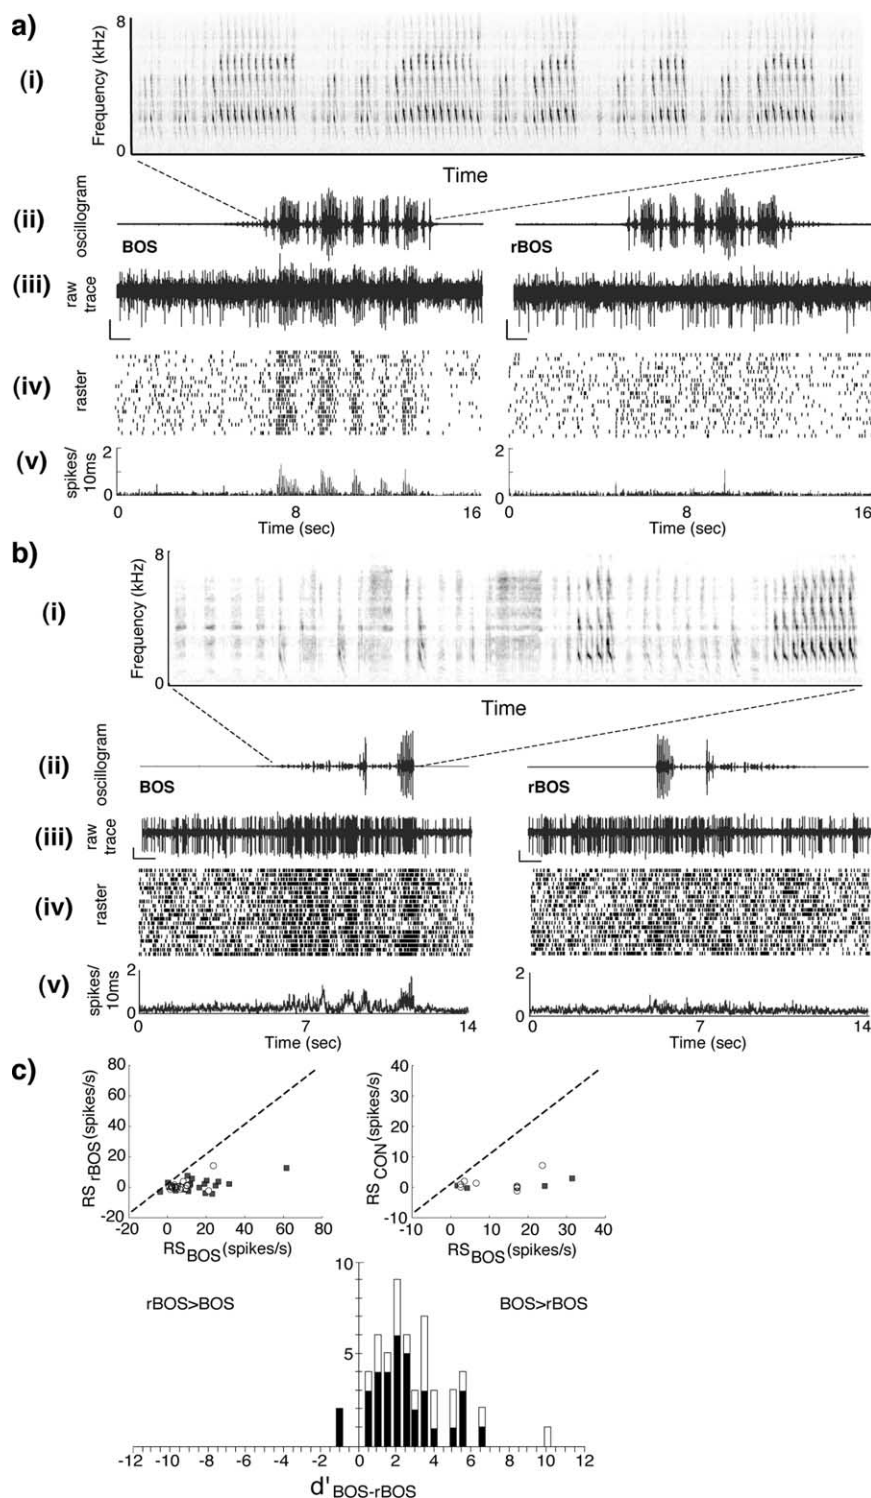 a)
8
(i)
Frequency (kHz)
0
Time
(ii)
oscillogram
BOS
rBOS
(iii)
raw
trace
(iv)
raster
(v)
spikes/
10ms
2
0
2
0
0
8
16
0
8
16
Time (sec)
Time (sec)
b)
8
(i)
Frequency (kHz)
0
Time
(ii)
oscillogram
BOS
rBOS
(iii)
raw
trace
(iv)
raster
(v)
spikes/
10ms
2
0
2
0
0
7
14
0
7
14
Time (sec)
Time (sec)
c)
80
60
40
20
0
-20
RS rBOS (spikes/s)
-20
0
20
40
60
80
RS BOS (spikes/s)
40
30
20
10
0
-10
RS CON (spikes/s)
-10
0
10
20
30
40
RS BOS (spikes/s)
10
5
rBOS>BOS
BOS>rBOS
-12 -10 -8 -6 -4 -2 0 2 4 6 8 10 12
d' BOS-rBOS